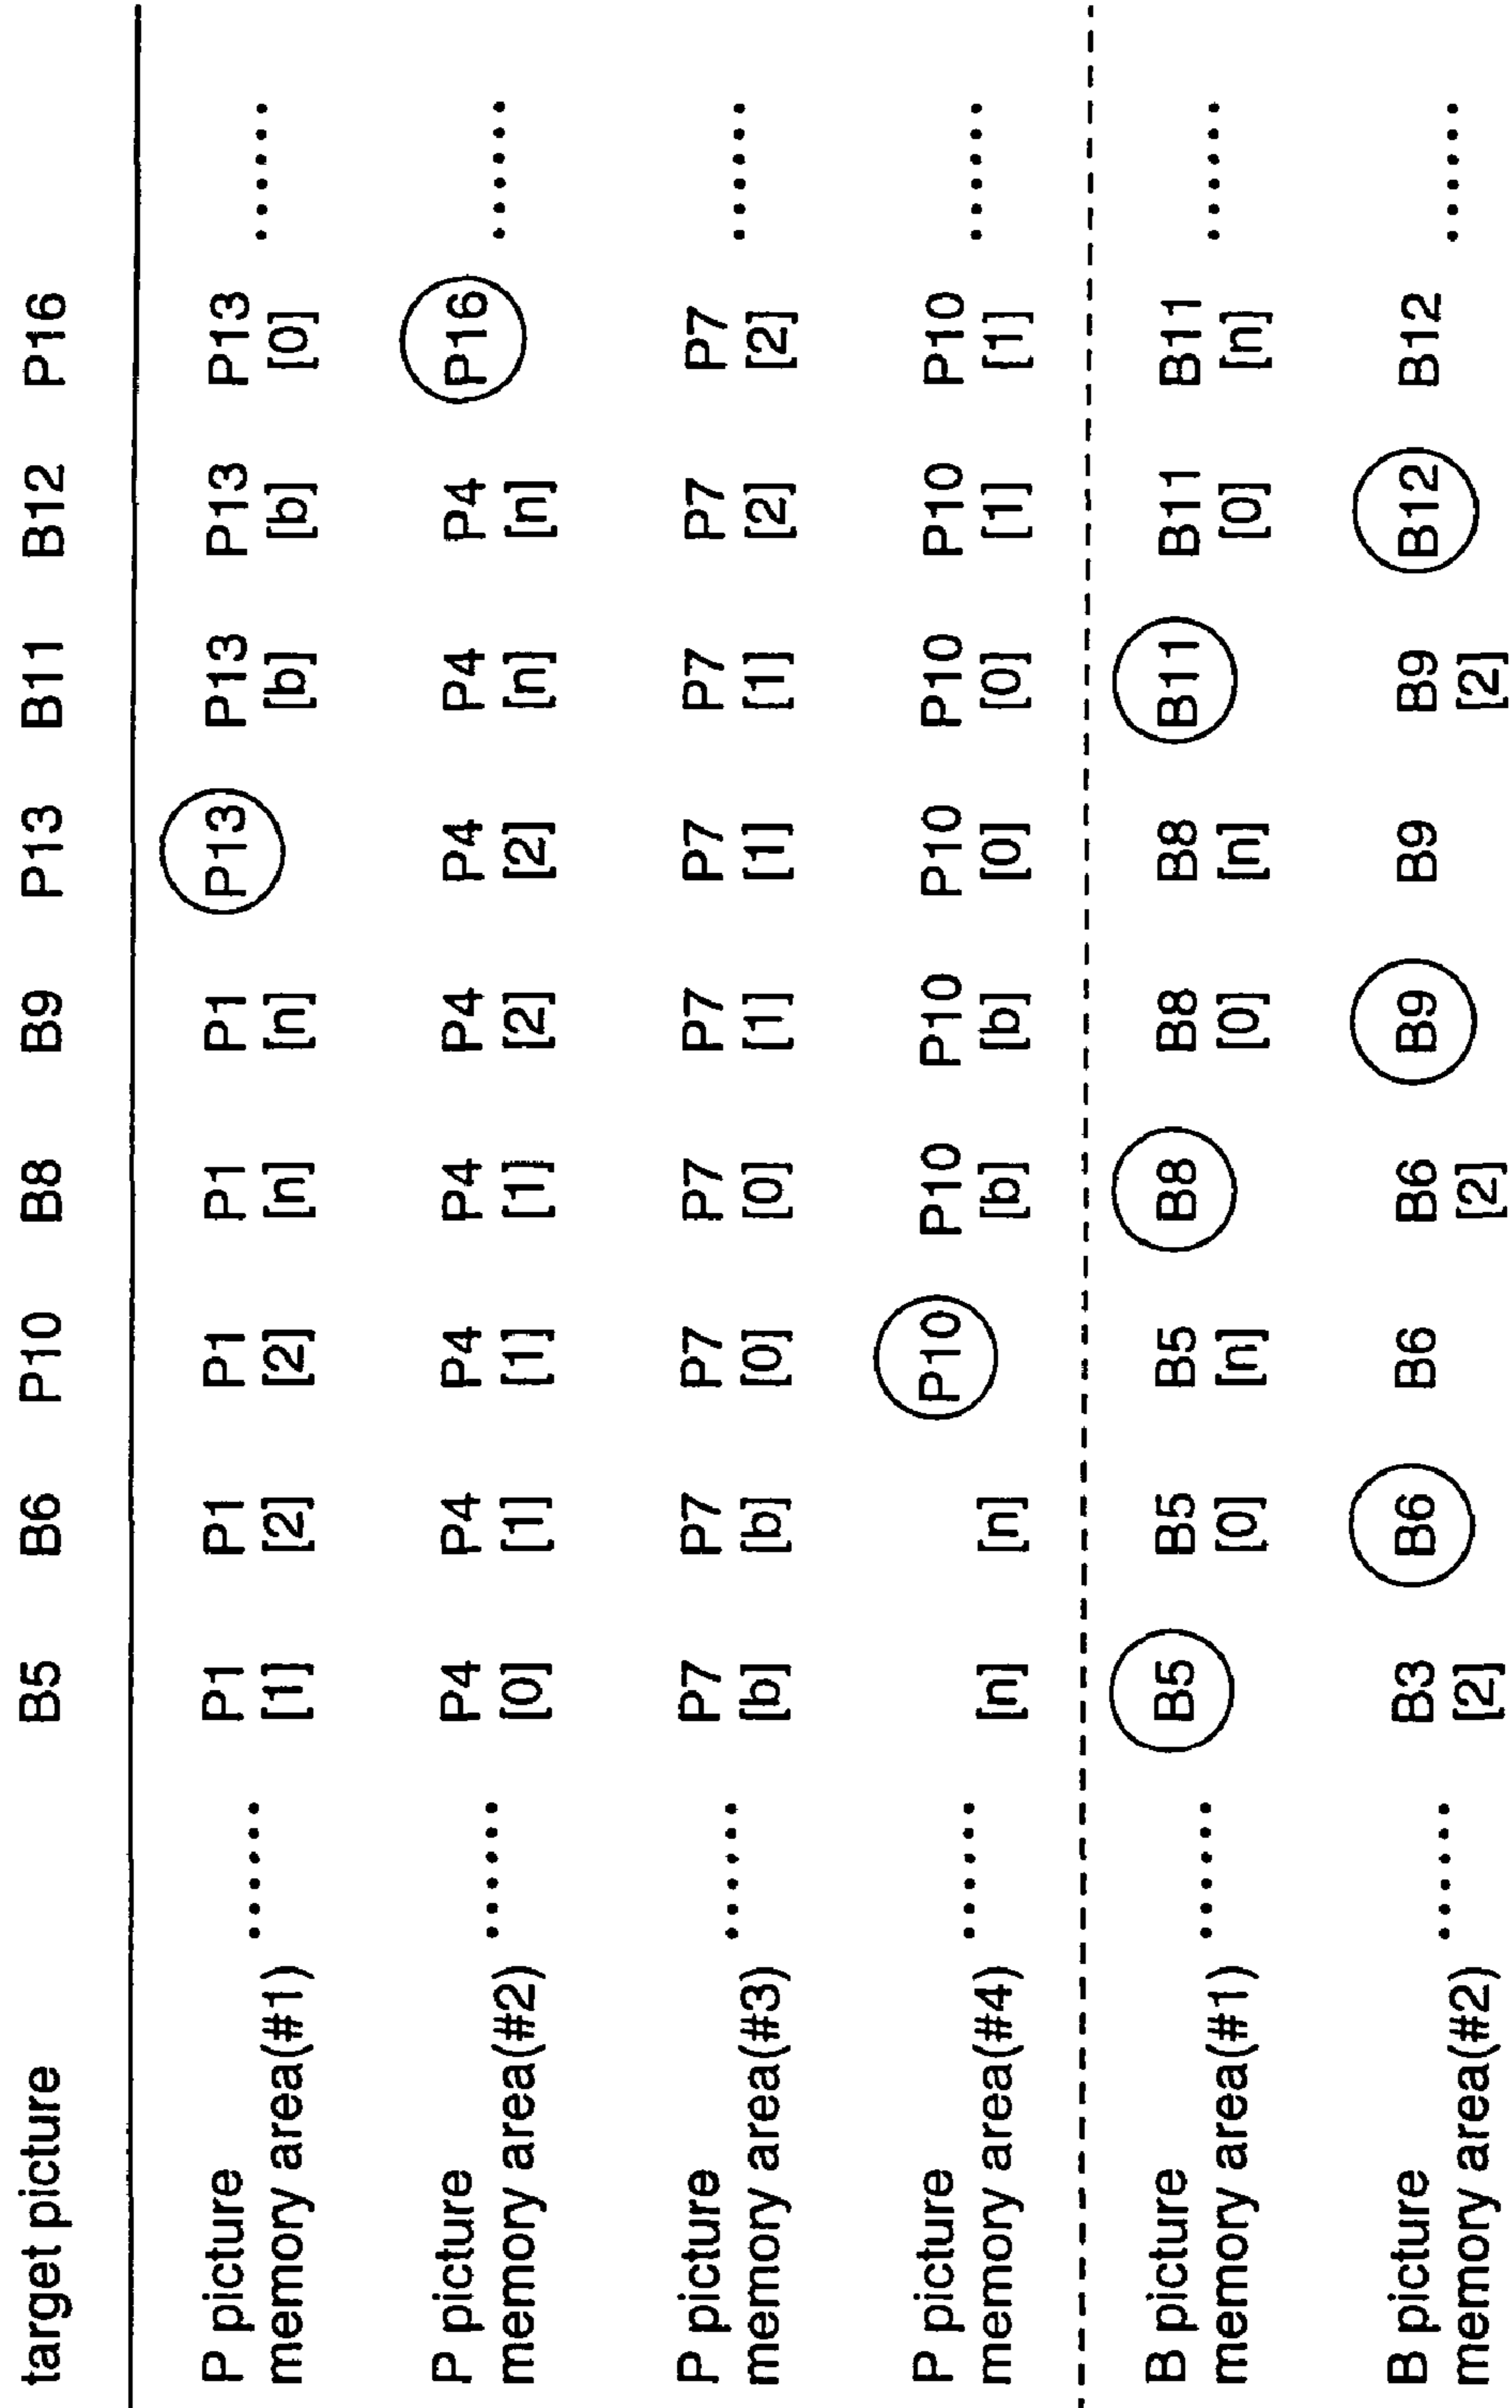 target picture B5 B6 P10 B8 B9 P13 B11 B12 P16
P picture ...... P1 P1 P1 P1 P1 P13 P13 P13 P13 ......
memory area(#1) [1] [2] [2] [n] [n] [b] [b] [0]
P picture ...... P4 P4 P4 P4 P4 P4 P4 P4 P16 ......
memory area(#2) [0] [1] [1] [1] [2] [2] [n] [n]
P picture ...... P7 P7 P7 P7 P7 P7 P7 P7 P7 ......
memory area(#3) [b] [b] [0] [0] [1] [1] [1] [2] [2]
P picture ...... P10 P10 P10 P10 P10 P10 P10 ......
memory area(#4) [n] [n] [b] [b] [0] [0] [1] [1]
B picture ...... B5 B5 B5 B8 B8 B8 B11 B11 B11 ......
memory area(#1) [0] [n] [0] [n] [0] [n]
B picture ...... B3 B6 B6 B6 B9 B9 B9 B12 B12 ......
memory area(#2) [2] [2] [2]